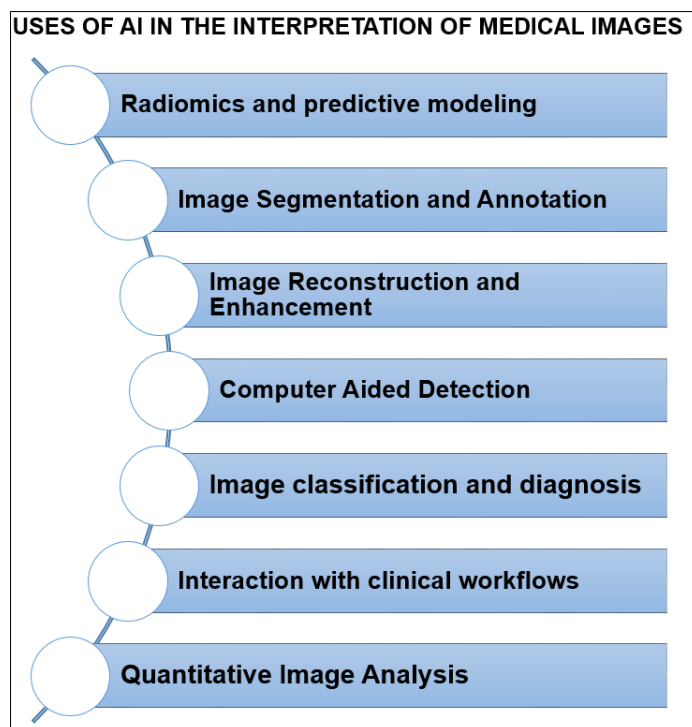 USES OF AI IN THE INTERPRETATION OF MEDICAL IMAGES
Radiomics and predictive modeling
Image Segmentation and Annotation
Image Reconstruction and
Enhancement
Computer Aided Detection
Image classification and diagnosis
Interaction with clinical workflows
Quantitative Image Analysis